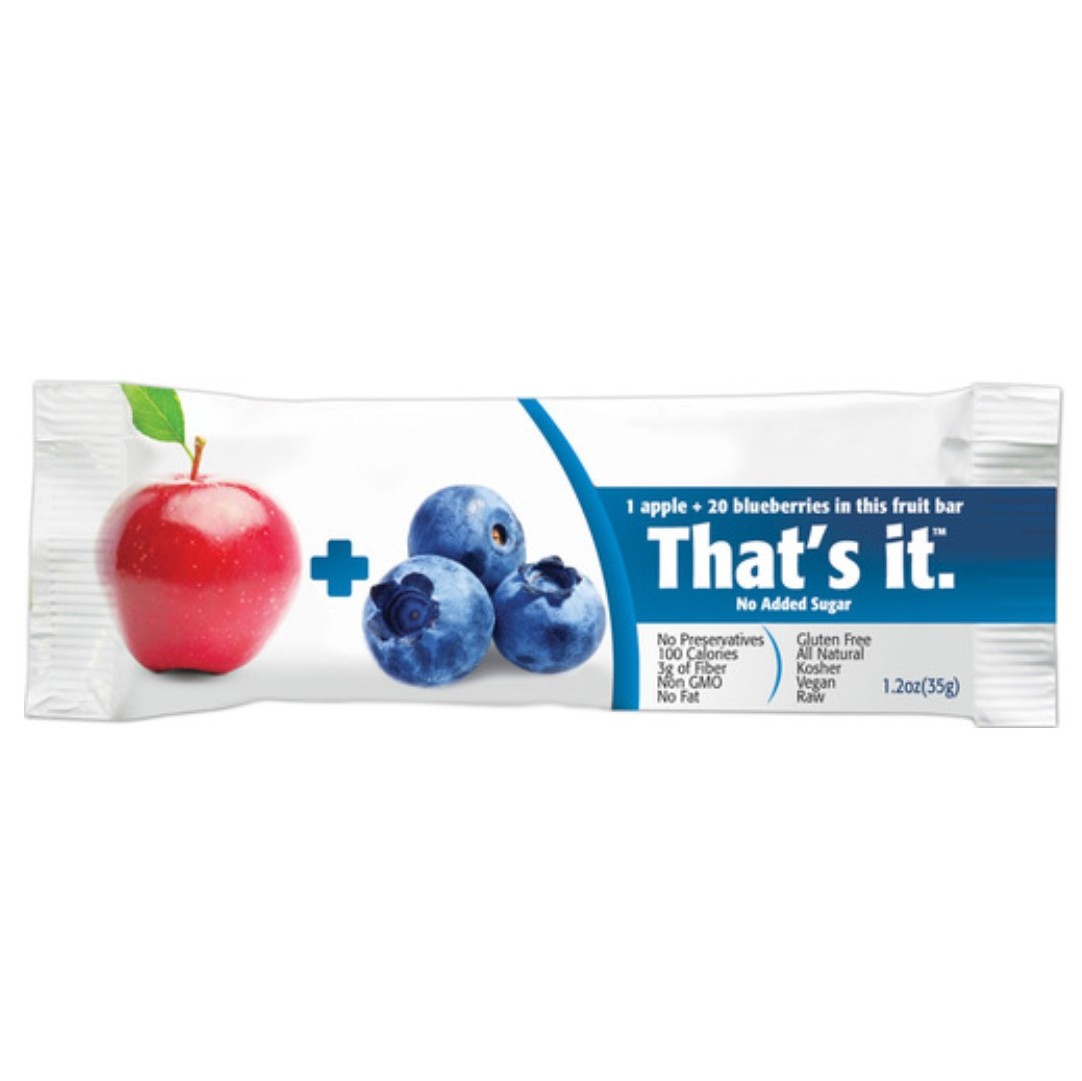 1 apple + 20 blueberries in this fruit bar
That's it.™
No Added Sugar
No Preservatives
100 Calories
3g of Fiber
Non GMO
No Fat
Gluten Free
All Natural
Kosher
Vegan
Raw
1.2oz(35g)